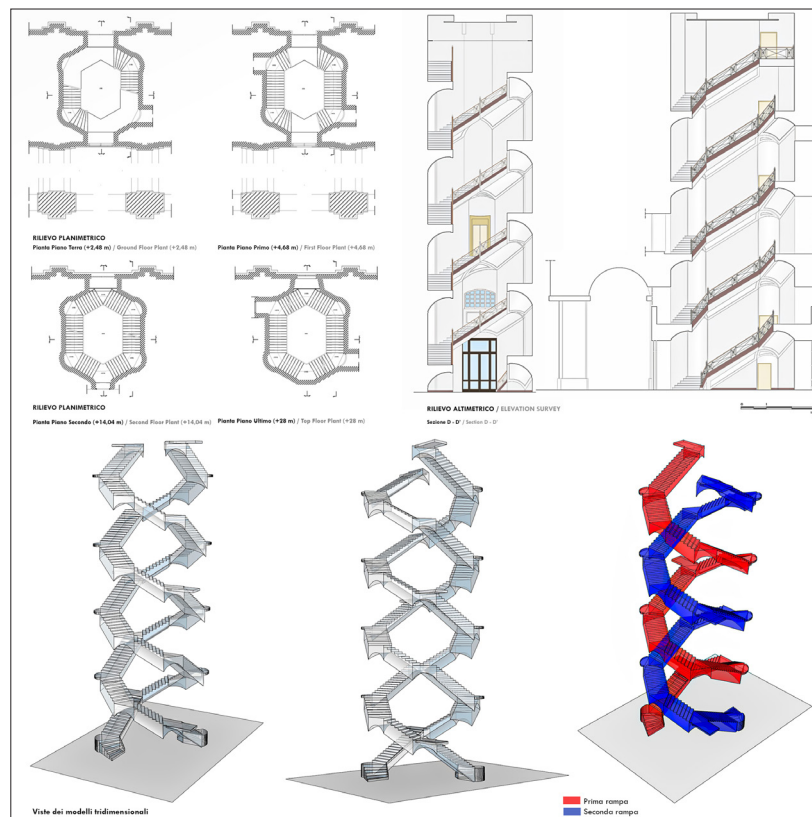 RILIEVO PLANIMETRICO
Pianta Piano Terra (+2,48 m) / Ground Floor Plant (+2,48 m)
Pianta Piano Primo (+4,68 m) / First Floor Plant (+4,68 m)
RILIEVO PLANIMETRICO
Pianta Piano Secondo (+14,04 m) / Second Floor Plant (+14,04 m)
Pianta Piano Ultimo (+28 m) / Top Floor Plant (+28 m)
RILIEVO ALTIMETRICO / ELEVATION SURVEY
Sezione D - D' / Section D - D'
Viste dei modelli tridimensionali
Prima rampa
Seconda rampa